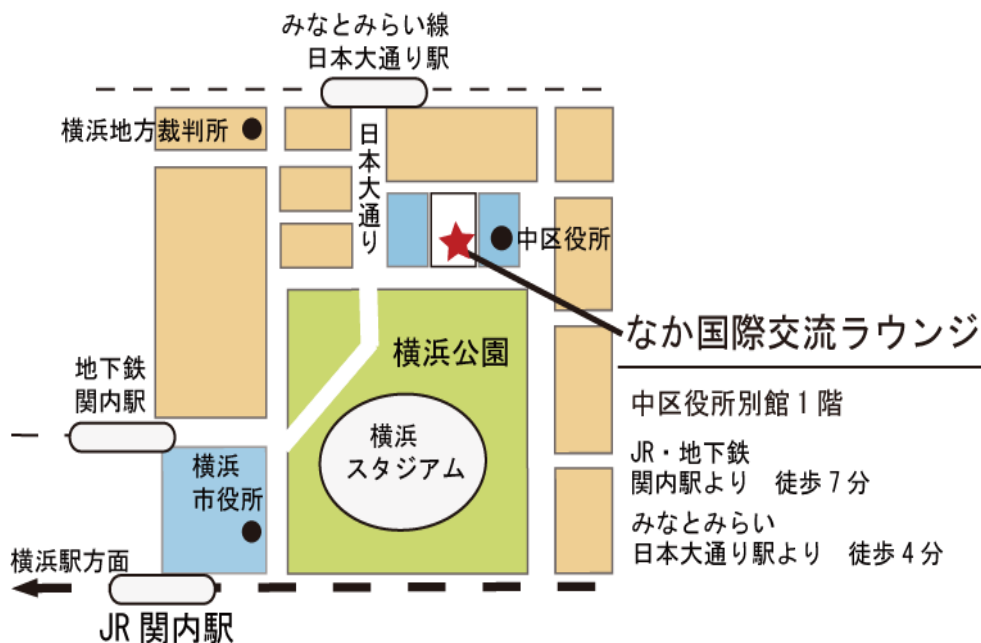 みなとみらい線
日本大通り駅
横浜地方裁判所
日本大通り
中区役所
なか国際交流ラウンジ
横浜公園
地下鉄
関内駅
中区役所別館1階
横浜
スタジアム
横浜
市役所
JR・地下鉄
関内駅より 徒歩7分
みなとみらい
日本大通り駅より 徒歩4分
横浜駅方面
JR関内駅